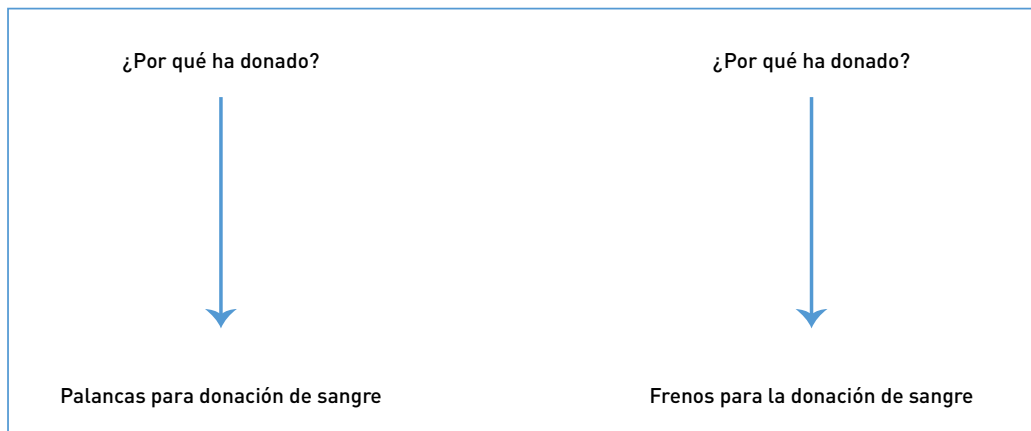 ¿Por qué ha donado?
¿Por qué ha donado?
Palancas para donación de sangre
Frenos para la donación de sangre